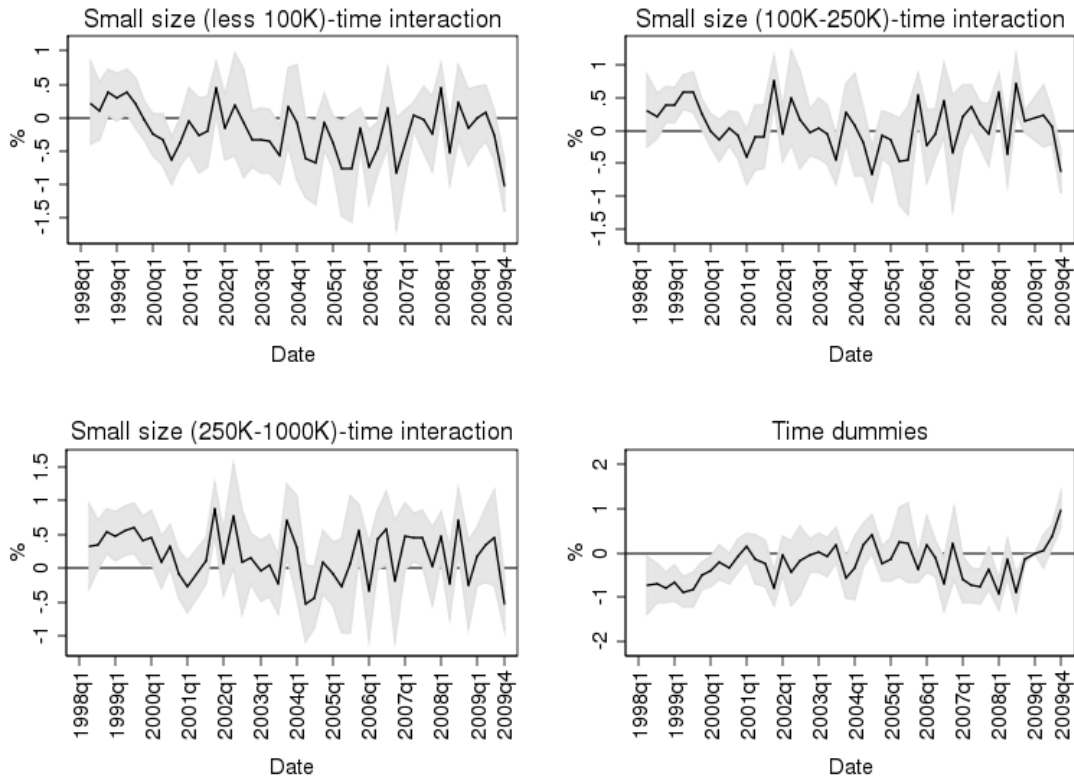 Small size (less 100K)-time interaction
%
1
.5
0
-.5
-1
-1.5
1998q1
1999q1
2000q1
2001q1
2002q1
2003q1
2004q1
2005q1
2006q1
2007q1
2008q1
2009q1
2009q4
Date
Small size (100K-250K)-time interaction
%
1
.5
0
-.5
-1
-1.5
1998q1
1999q1
2000q1
2001q1
2002q1
2003q1
2004q1
2005q1
2006q1
2007q1
2008q1
2009q1
2009q4
Date
Small size (250K-1000K)-time interaction
%
1.5
1
.5
0
-.5
-1
1998q1
1999q1
2000q1
2001q1
2002q1
2003q1
2004q1
2005q1
2006q1
2007q1
2008q1
2009q1
2009q4
Date
Time dummies
%
2
1
0
-1
-2
1998q1
1999q1
2000q1
2001q1
2002q1
2003q1
2004q1
2005q1
2006q1
2007q1
2008q1
2009q1
2009q4
Date